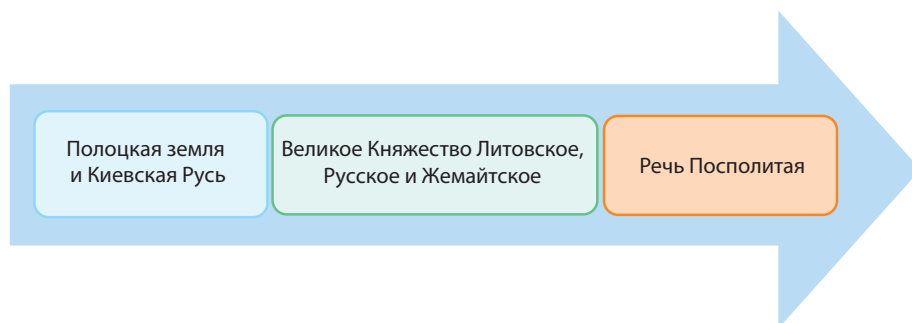 Полоцкая земля
и Киевская Русь
Великое Княжество Литовское,
Русское и Жемайтское
Речь Посполитая